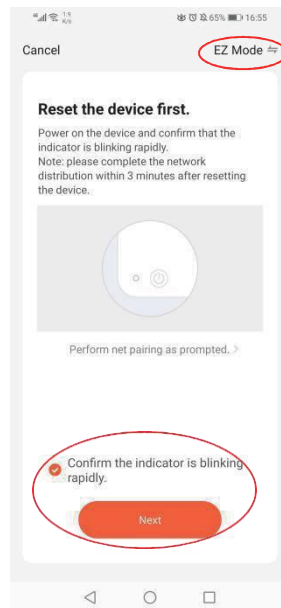 1.9
K/s
65% 16:55
Cancel
EZ Mode
Reset the device first.
Power on the device and confirm that the
indicator is blinking rapidly.
Note: please complete the network
distribution within 3 minutes after resetting
the device.
Perform net pairing as prompted. >
Confirm the indicator is blinking
rapidly.
Next